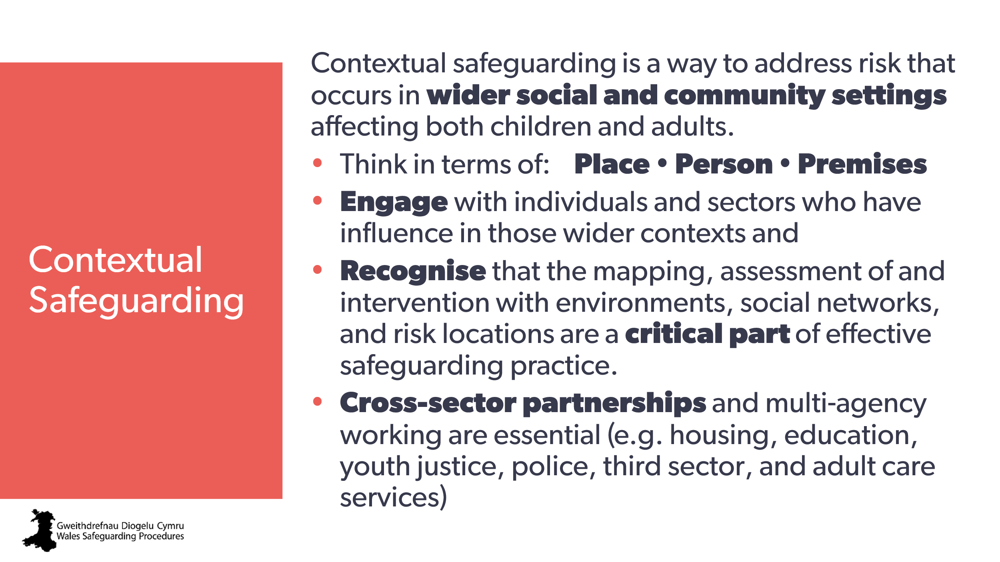 Contextual
Safeguarding
Contextual safeguarding is a way to address risk that
occurs in wider social and community settings
affecting both children and adults.
• Think in terms of: Place • Person • Premises
• Engage with individuals and sectors who have
influence in those wider contexts and
• Recognise that the mapping, assessment of and
intervention with environments, social networks,
and risk locations are a critical part of effective
safeguarding practice.
• Cross-sector partnerships and multi-agency
working are essential (e.g. housing, education,
youth justice, police, third sector, and adult care
services)
Gweithdrefnau Diogelu Cymru
Wales Safeguarding Procedures